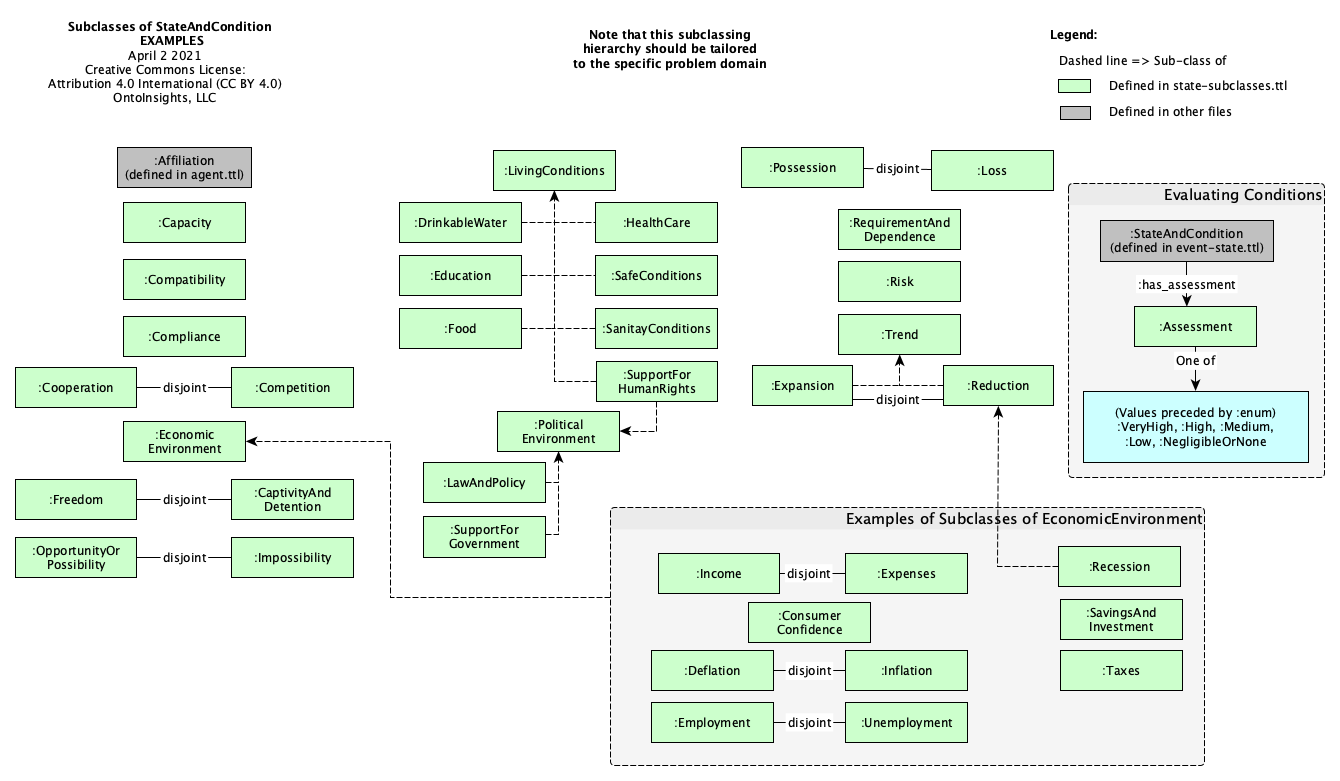 Subclasses of StateAndCondition
EXAMPLES
April 2 2021
Creative Commons License:
Attribution 4.0 International (CC BY 4.0)
OntoInsights, LLC
Note that this subclassing
hierarchy should be tailored
to the specific problem domain
Legend:
Dashed line => Sub-class of
Defined in state-subclasses.ttl
Defined in other files
:Affiliation
(defined in agent.ttl)
:Capacity
:Compatibility
:Compliance
:Cooperation
disjoint
:Competition
:Economic
Environment
:Freedom
disjoint
:CaptivityAnd
Detention
:OpportunityOr
Possibility
disjoint
:Impossibility
:LivingConditions
:DrinkableWater
:HealthCare
:Education
:SafeConditions
:Food
:SanitayConditions
:SupportFor
HumanRights
:Political
Environment
:LawAndPolicy
:SupportFor
Government
:Possession
disjoint
:Loss
:RequirementAnd
Dependence
:Risk
:Trend
:Expansion
disjoint
:Reduction
Evaluating Conditions
:StateAndCondition
(defined in event-state.ttl)
:has_assessment
:Assessment
One of
(Values preceded by :enum)
:VeryHigh, :High, :Medium,
:Low, :NegligibleOrNone
Examples of Subclasses of EconomicEnvironment
:Income
disjoint
:Expenses
:Consumer
Confidence
:Deflation
disjoint
:Inflation
:Employment
disjoint
:Unemployment
:Recession
:SavingsAnd
Investment
:Taxes